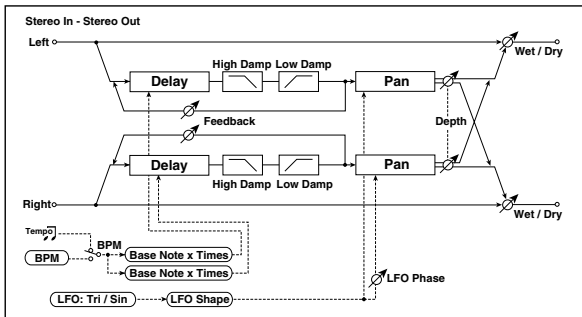 Stereo In - Stereo Out
Left
Wet / Dry
High Damp
Low Damp
Delay
Pan
Feedback
Depth
Delay
Pan
High Damp
Low Damp
Right
Wet / Dry
Tempo
BPM
BPM
Base Note x Times
Base Note x Times
LFO Phase
LFO: Tri / Sin
LFO Shape